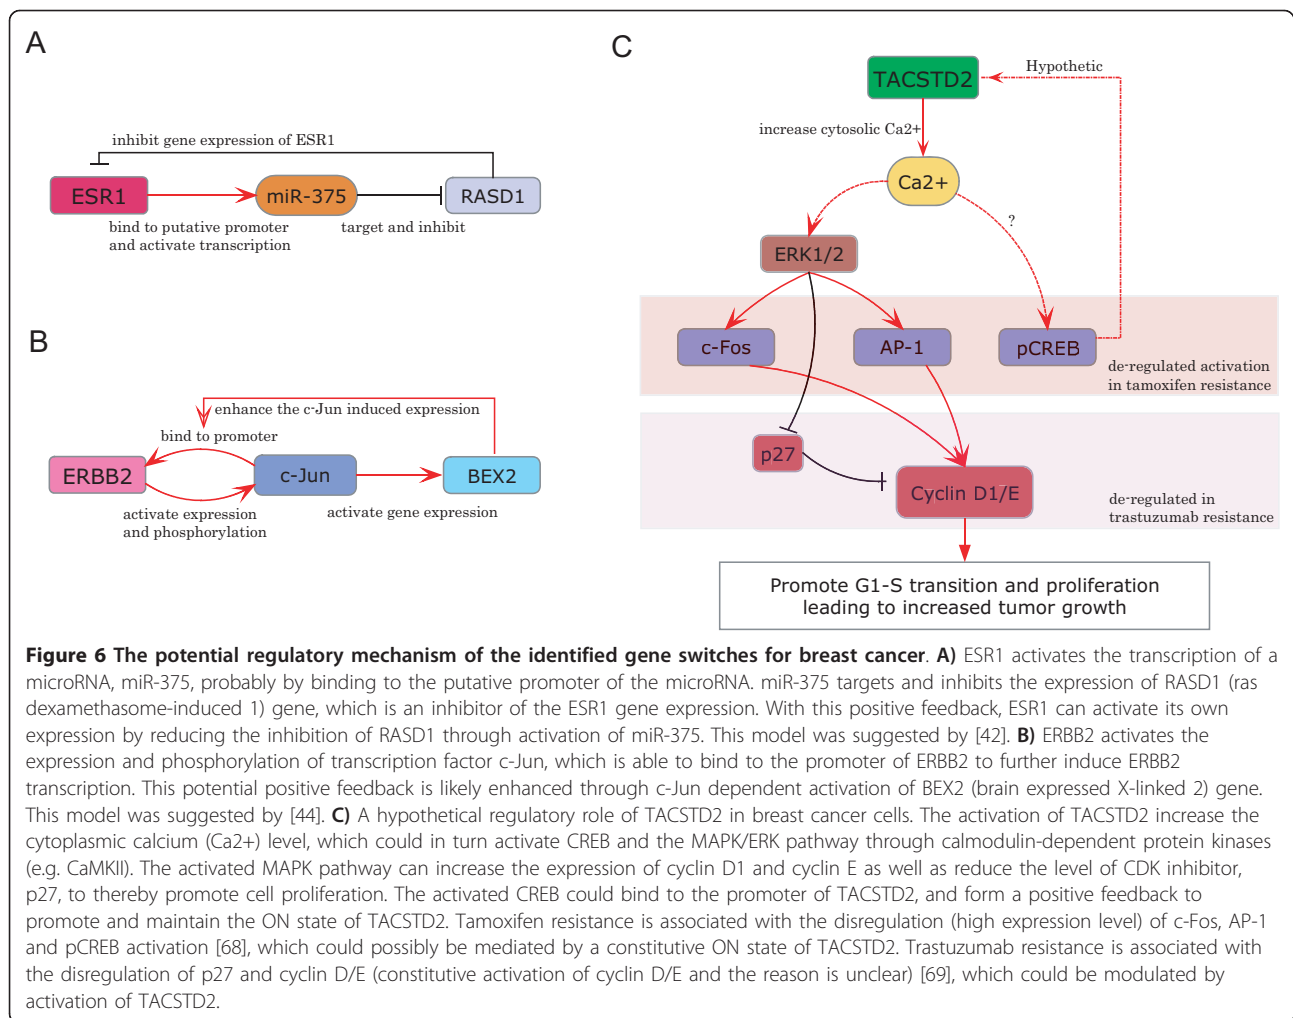 A
inhibit gene expression of ESR1
ESR1
miR-375
RASD1
bind to putative promoter
and activate transcription
target and inhibit
B
enhance the c-Jun induced expression
bind to promoter
ERBB2
c-Jun
BEX2
activate expression
and phosphorylation
activate gene expression
C
TACSTD2
Hypothetic
increase cytosolic Ca2+
Ca2+
?
ERK1/2
c-Fos
AP-1
pCREB
de-regulated activation
in tamoxifen resistance
p27
Cyclin D1/E
de-regulated in
trastuzumab resistance
Promote G1-S transition and proliferation
leading to increased tumor growth
Figure 6 The potential regulatory mechanism of the identified gene switches for breast cancer. A) ESR1 activates the transcription of a
microRNA, miR-375, probably by binding to the putative promoter of the microRNA. miR-375 targets and inhibits the expression of RASD1 (ras
dexamethasome-induced 1) gene, which is an inhibitor of the ESR1 gene expression. With this positive feedback, ESR1 can activate its own
expression by reducing the inhibition of RASD1 through activation of miR-375. This model was suggested by [42]. B) ERBB2 activates the
expression and phosphorylation of transcription factor c-Jun, which is able to bind to the promoter of ERBB2 to further induce ERBB2
transcription. This potential positive feedback is likely enhanced through c-Jun dependent activation of BEX2 (brain expressed X-linked 2) gene.
This model was suggested by [44]. C) A hypothetical regulatory role of TACSTD2 in breast cancer cells. The activation of TACSTD2 increase the
cytoplasmic calcium (Ca2+) level, which could in turn activate CREB and the MAPK/ERK pathway through calmodulin-dependent protein kinases
(e.g. CaMKII). The activated MAPK pathway can increase the expression of cyclin D1 and cyclin E as well as reduce the level of CDK inhibitor,
p27, to thereby promote cell proliferation. The activated CREB could bind to the promoter of TACSTD2, and form a positive feedback to
promote and maintain the ON state of TACSTD2. Tamoxifen resistance is associated with the disregulation (high expression level) of c-Fos, AP-1
and pCREB activation [68], which could possibly be mediated by a constitutive ON state of TACSTD2. Trastuzumab resistance is associated with
the disregulation of p27 and cyclin D/E (constitutive activation of cyclin D/E and the reason is unclear) [69], which could be modulated by
activation of TACSTD2.